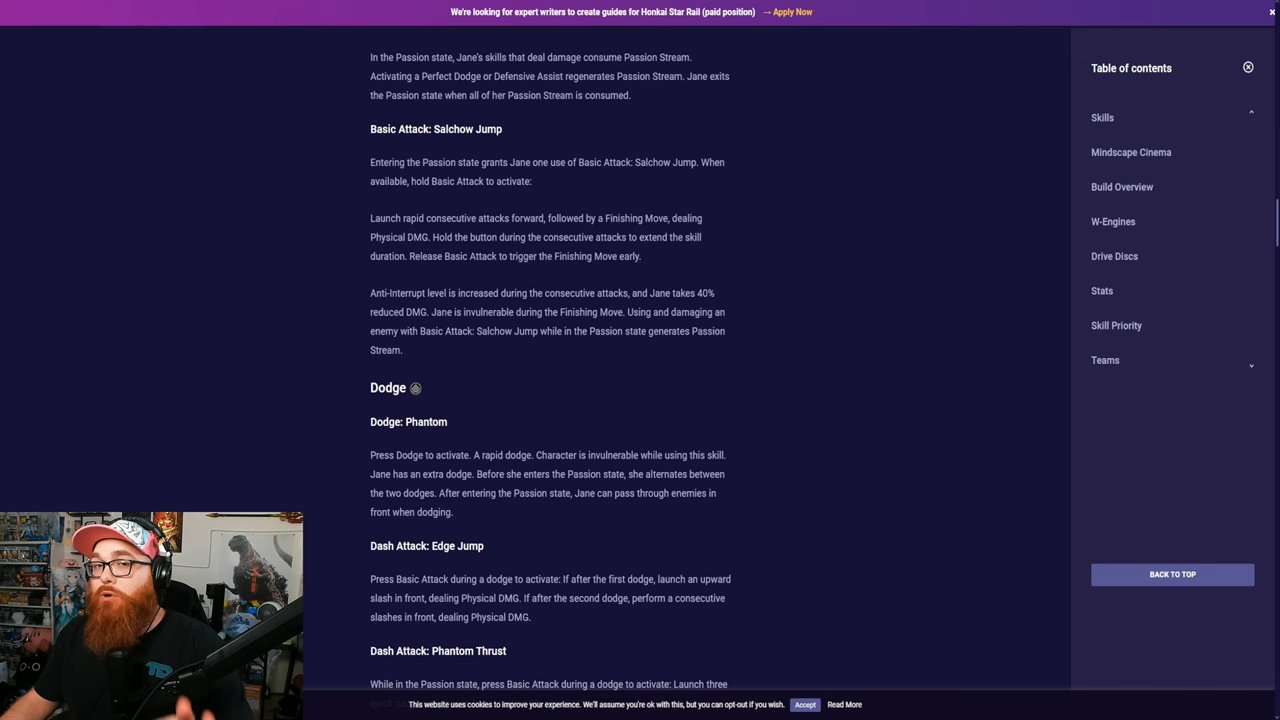 We're looking for expert writers to create guides for Honkai Star Rail (paid position) → Apply Now
×
In the Passion state, Jane's skills that deal damage consume Passion Stream.
Activating a Perfect Dodge or Defensive Assist regenerates Passion Stream. Jane exits
the Passion state when all of her Passion Stream is consumed.
Basic Attack: Salchow Jump
Entering the Passion state grants Jane one use of Basic Attack: Salchow Jump. When
available, hold Basic Attack to activate:
Launch rapid consecutive attacks forward, followed by a Finishing Move, dealing
Physical DMG. Hold the button during the consecutive attacks to extend the skill
duration. Release Basic Attack to trigger the Finishing Move early.
Anti-Interrupt level is increased during the consecutive attacks, and Jane takes 40%
reduced DMG. Jane is invulnerable during the Finishing Move. Using and damaging an
enemy with Basic Attack: Salchow Jump while in the Passion state generates Passion
Stream.
Dodge
Dodge: Phantom
Press Dodge to activate. A rapid dodge. Character is invulnerable while using this skill.
Jane has an extra dodge. Before she enters the Passion state, she alternates between
the two dodges. After entering the Passion state, Jane can pass through enemies in
front when dodging.
Dash Attack: Edge Jump
Press Basic Attack during a dodge to activate: If after the first dodge, launch an upward
slash in front, dealing Physical DMG. If after the second dodge, perform a consecutive
slashes in front, dealing Physical DMG.
Dash Attack: Phantom Thrust
While in the Passion state, press Basic Attack during a dodge to activate: Launch three
Table of contents
Skills
Mindscape Cinema
Build Overview
W-Engines
Drive Discs
Stats
Skill Priority
Teams
BACK TO TOP
This website uses cookies to improve your experience. We'll assume you're ok with this, but you can opt-out if you wish. Accept Read More